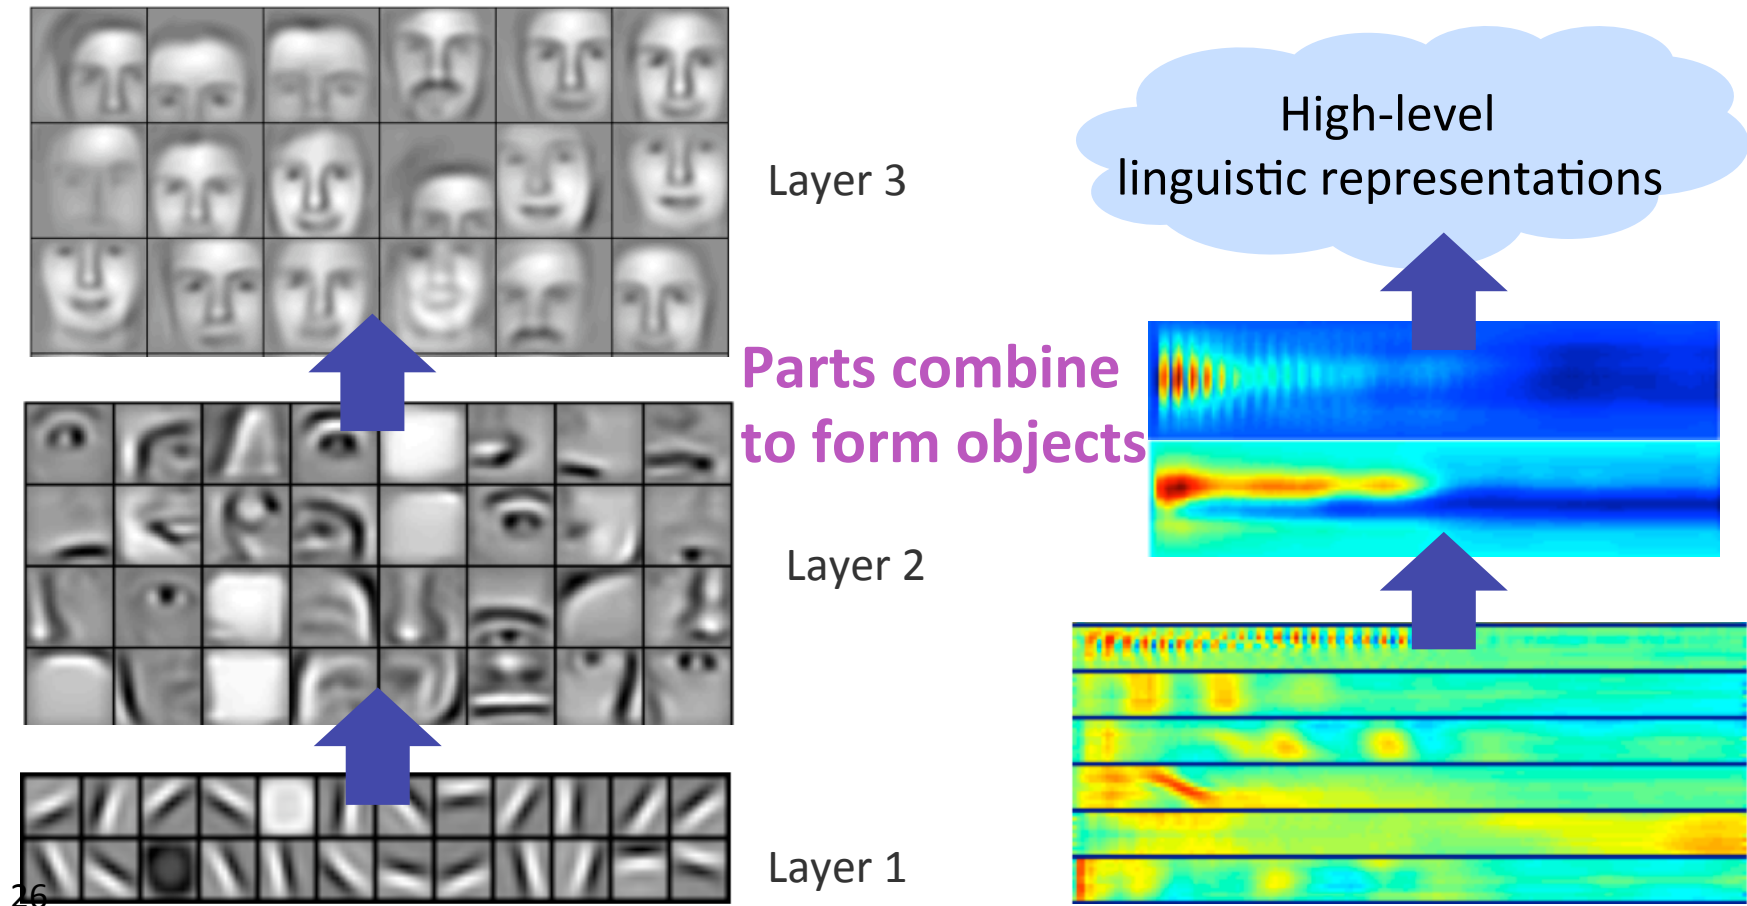 High-level
linguistic representations
Layer 3
Parts combine
to form objects
Layer 2
Layer 1
26